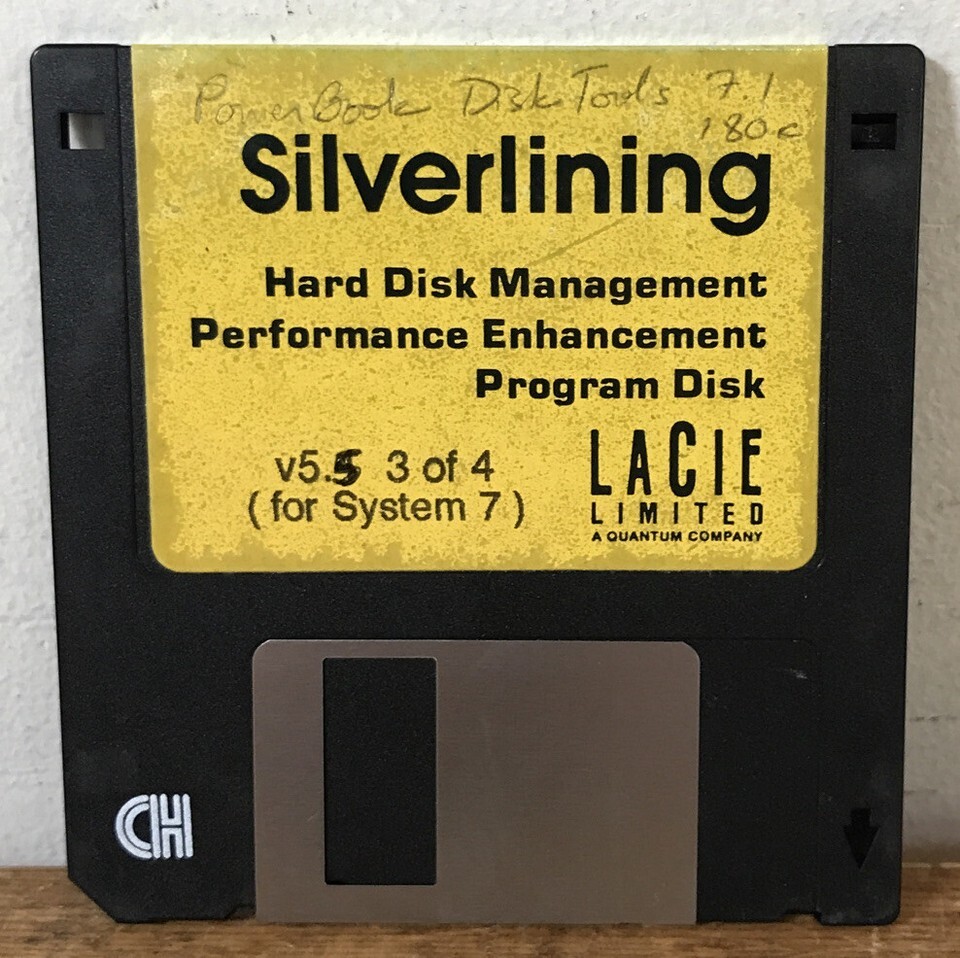 PowerBook Disk Tools 7.1
180c
Silverlining
Hard Disk Management
Performance Enhancement
Program Disk
v5.5 3 of 4
( for System 7 )
LACIE
LIMITED
A QUANTUM COMPANY
CH